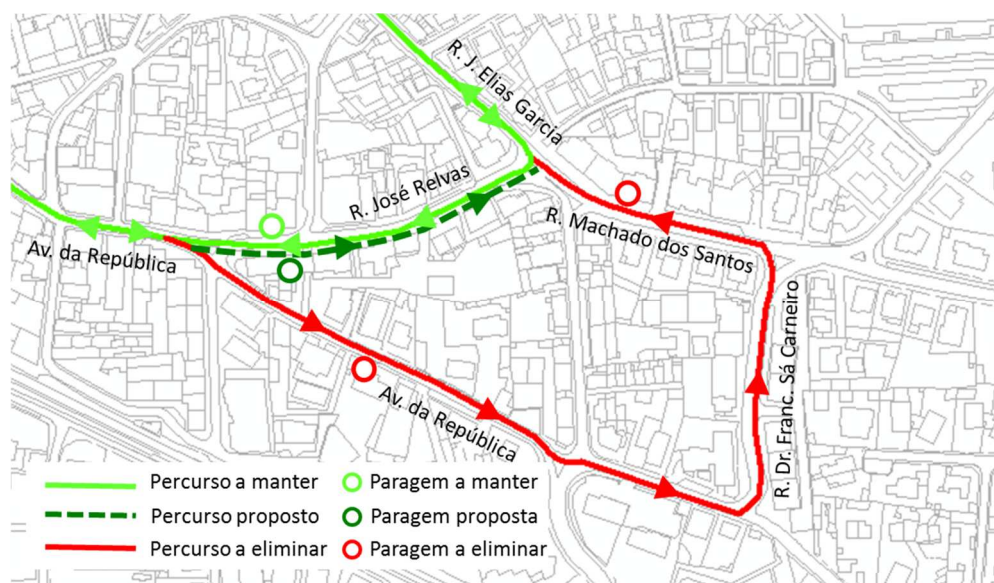 R. J. Elias Garcia
R. José Relvas
Av. da República
R. Machado dos Santos
R. Dr. Franc. Sá Carneiro
Av. da República
Percurso a manter
Paragem a manter
Percurso proposto
Paragem proposta
Percurso a eliminar
Paragem a eliminar